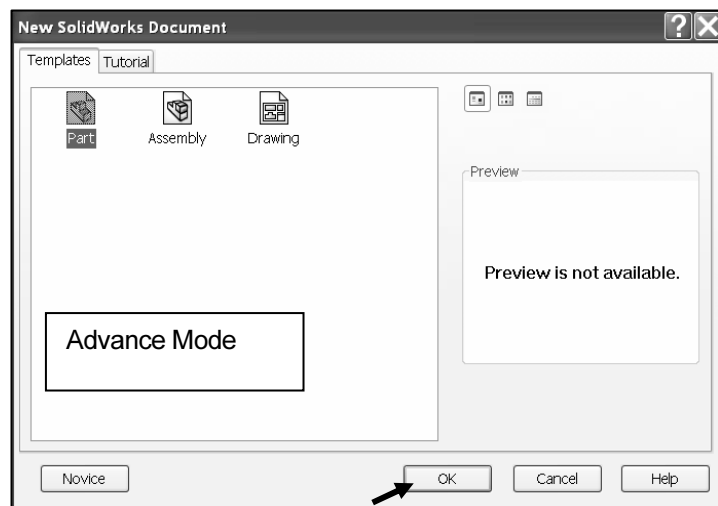 New SolidWorks Document
Templates Tutorial
Part Assembly Drawing
Preview
Preview is not available.
Advance Mode
Novice OK Cancel Help